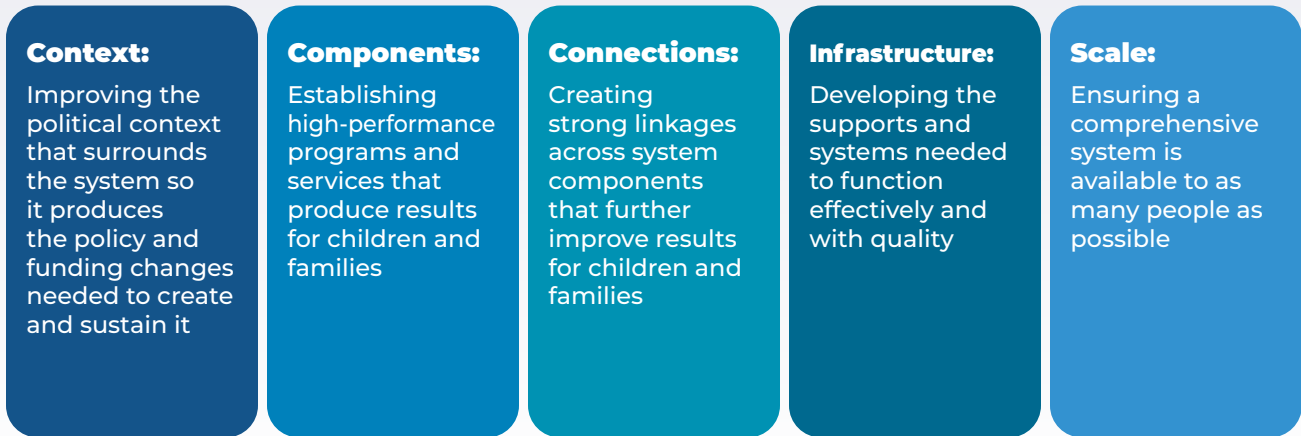 Context:
Improving the
political context
that surrounds
the system so
it produces
the policy and
funding changes
needed to create
and sustain it
Components:
Establishing
high-performance
programs and
services that
produce results
for children and
families
Connections:
Creating
strong linkages
across system
components
that further
improve results
for children and
families
Infrastructure:
Developing the
supports and
systems needed
to function
effectively and
with quality
Scale:
Ensuring a
comprehensive
system is
available to as
many people as
possible